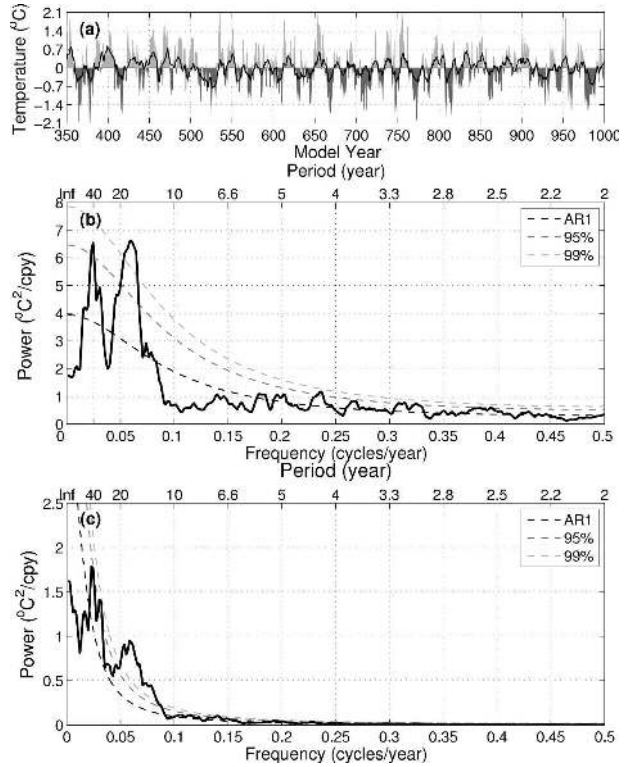 (a)
Temperature (⁰C)
2.1
1.4
0.7
0
-0.7
-1.4
-2.1
350 400 450 500 550 600 650 700 750 800 850 900 950 1000
Model Year
Period (year)
Inf 40 20 10 6.6 5 4 3.3 2.8 2.5 2.2 2
(b)
Power (⁰C²/cpy)
8
7
6
5
4
3
2
1
0
AR1
95%
99%
0 0.05 0.1 0.15 0.2 0.25 0.3 0.35 0.4 0.45 0.5
Frequency (cycles/year)
Period (year)
Inf 40 20 10 6.6 5 4 3.3 2.8 2.5 2.2 2
(c)
Power (⁰C²/cpy)
2.5
2
1.5
1
0.5
0
AR1
95%
99%
0 0.05 0.1 0.15 0.2 0.25 0.3 0.35 0.4 0.45 0.5
Frequency (cycles/year)